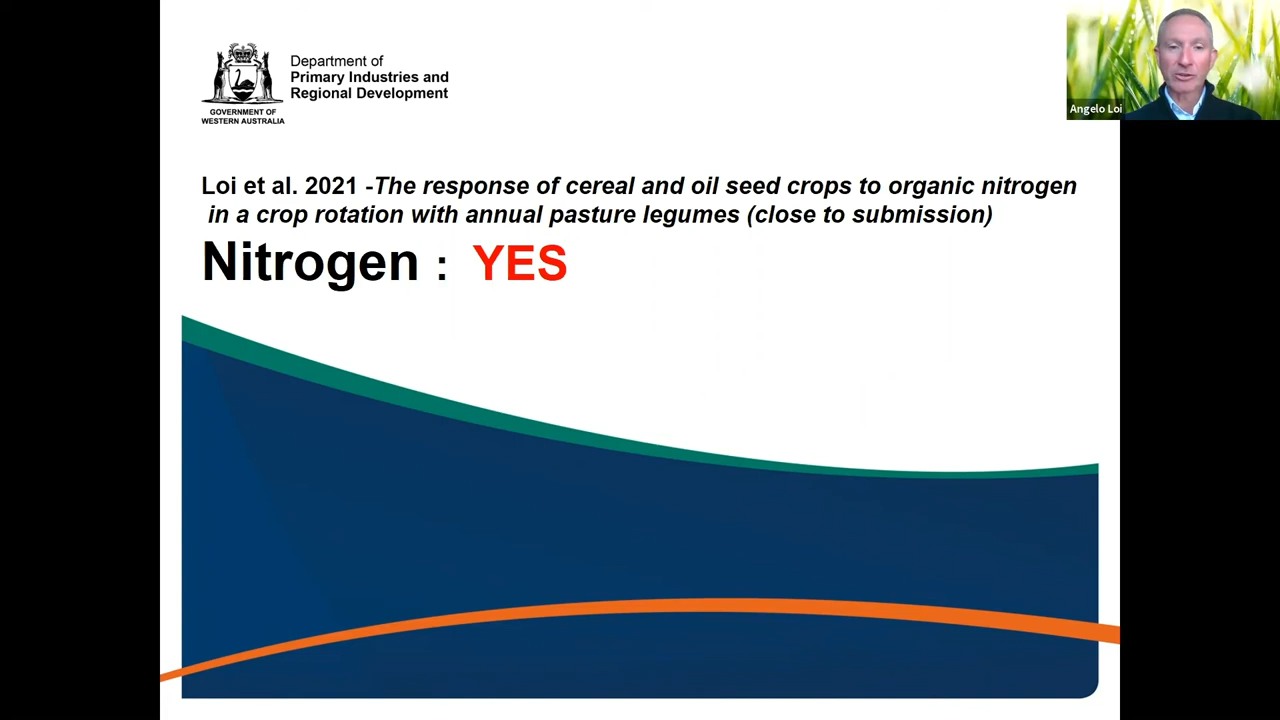 Department of
Primary Industries and
Regional Development
GOVERNMENT OF
WESTERN AUSTRALIA
Angelo Loi
Loi et al. 2021 -The response of cereal and oil seed crops to organic nitrogen
in a crop rotation with annual pasture legumes (close to submission)
Nitrogen : YES